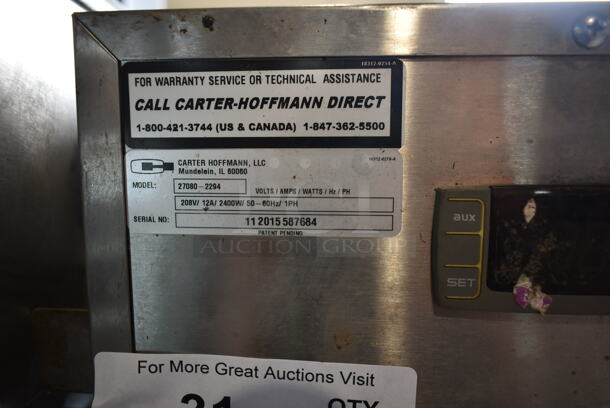 18312-0254-A
FOR WARRANTY SERVICE OR TECHNICAL ASSISTANCE
CALL CARTER-HOFFMANN DIRECT
1-800-421-3744 (US & CANADA) 1-847-362-5500
CARTER HOFFMANN, LLC
Mundelein, IL 60060
MODEL: 27080-2294
VOLTS / AMPS / WATTS / Hz / PH
208V/ 12A/ 2400W/ 50-60Hz/ 1PH
SERIAL NO: 11 2015 587684
PATENT PENDING
AUCTION GROUP
aux
SET
For More Great Auctions Visit
31 QTY